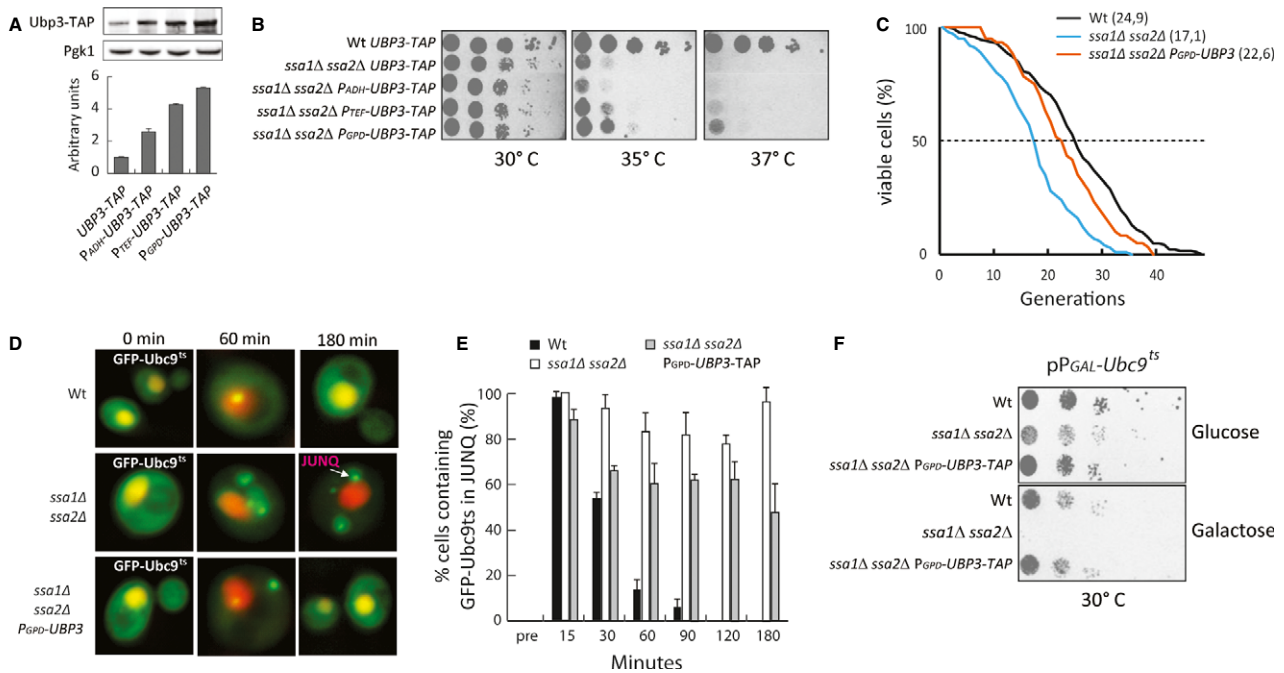 A
Ubp3-TAP
Pgk1
Arbitrary units
6
4
2
0
UBP3-TAP
PADH-UBP3-TAP
PTEF-UBP3-TAP
PGPD-UBP3-TAP
B
Wt UBP3-TAP
ssa1Δ ssa2Δ UBP3-TAP
ssa1Δ ssa2Δ PADH-UBP3-TAP
ssa1Δ ssa2Δ PTEF-UBP3-TAP
ssa1Δ ssa2Δ PGPD-UBP3-TAP
30° C
35° C
37° C
C
Wt (24,9)
ssa1Δ ssa2Δ (17,1)
ssa1Δ ssa2Δ PGPD-UBP3 (22,6)
viable cells (%)
100
50
0
0
10
20
30
40
Generations
D
0 min
60 min
180 min
Wt
GFP-Ubc9ts
ssa1Δ
ssa2Δ
GFP-Ubc9ts
JUNQ
ssa1Δ
ssa2Δ
PGPD-UBP3
GFP-Ubc9ts
E
Wt
ssa1Δ ssa2Δ
ssa1Δ ssa2Δ
PGPD-UBP3-TAP
% cells containing
GFP-Ubc9ts in JUNQ (%)
100
80
60
40
20
0
pre
15
30
60
90
120
180
Minutes
F
pPGAL-Ubc9ts
Wt
ssa1Δ ssa2Δ
ssa1Δ ssa2Δ PGPD-UBP3-TAP
Glucose
Wt
ssa1Δ ssa2Δ
ssa1Δ ssa2Δ PGPD-UBP3-TAP
Galactose
30° C